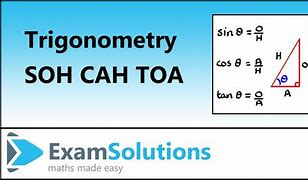 Trigonometry
SOH CAH TOA
sin θ = O/H
cos θ = A/H
tan θ = O/A
H
O
θ
A
ExamSolutions
maths made easy